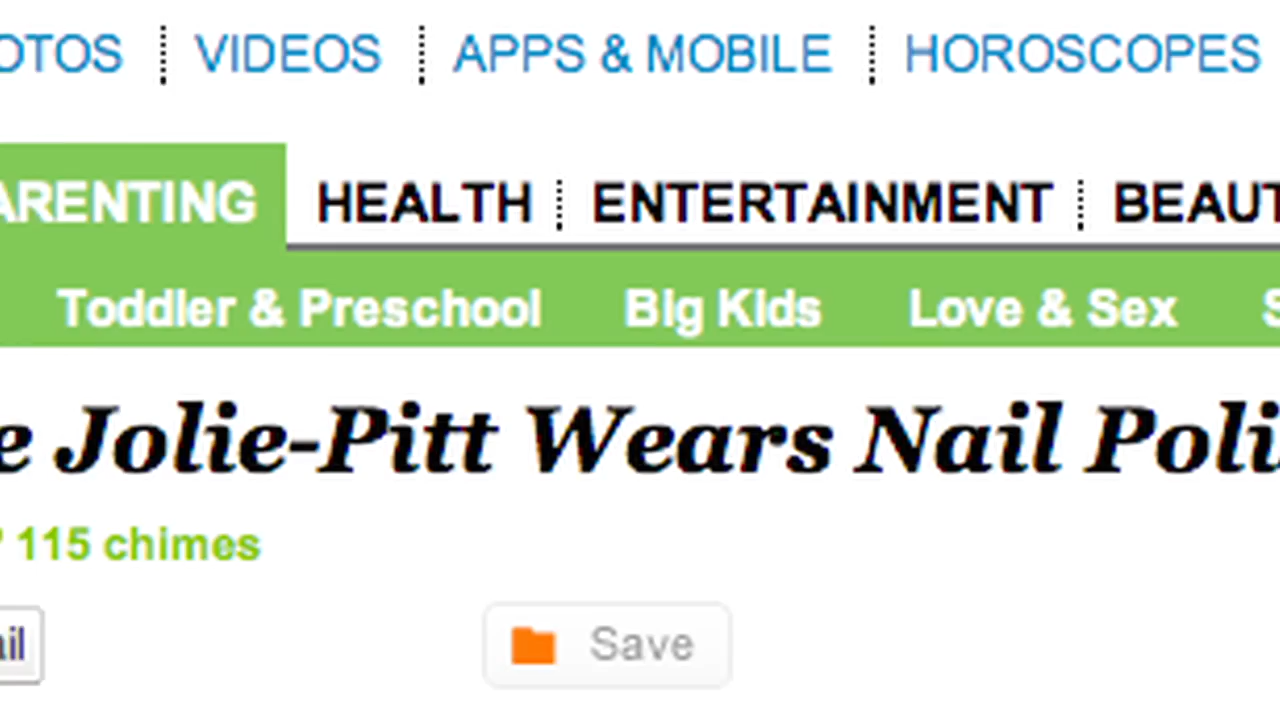 OTOS VIDEOS APPS & MOBILE HOROSCOPES
ARENTING HEALTH ENTERTAINMENT BEAUT
Toddler & Preschool Big Kids Love & Sex S
e Jolie-Pitt Wears Nail Poli
115 chimes
ail Save